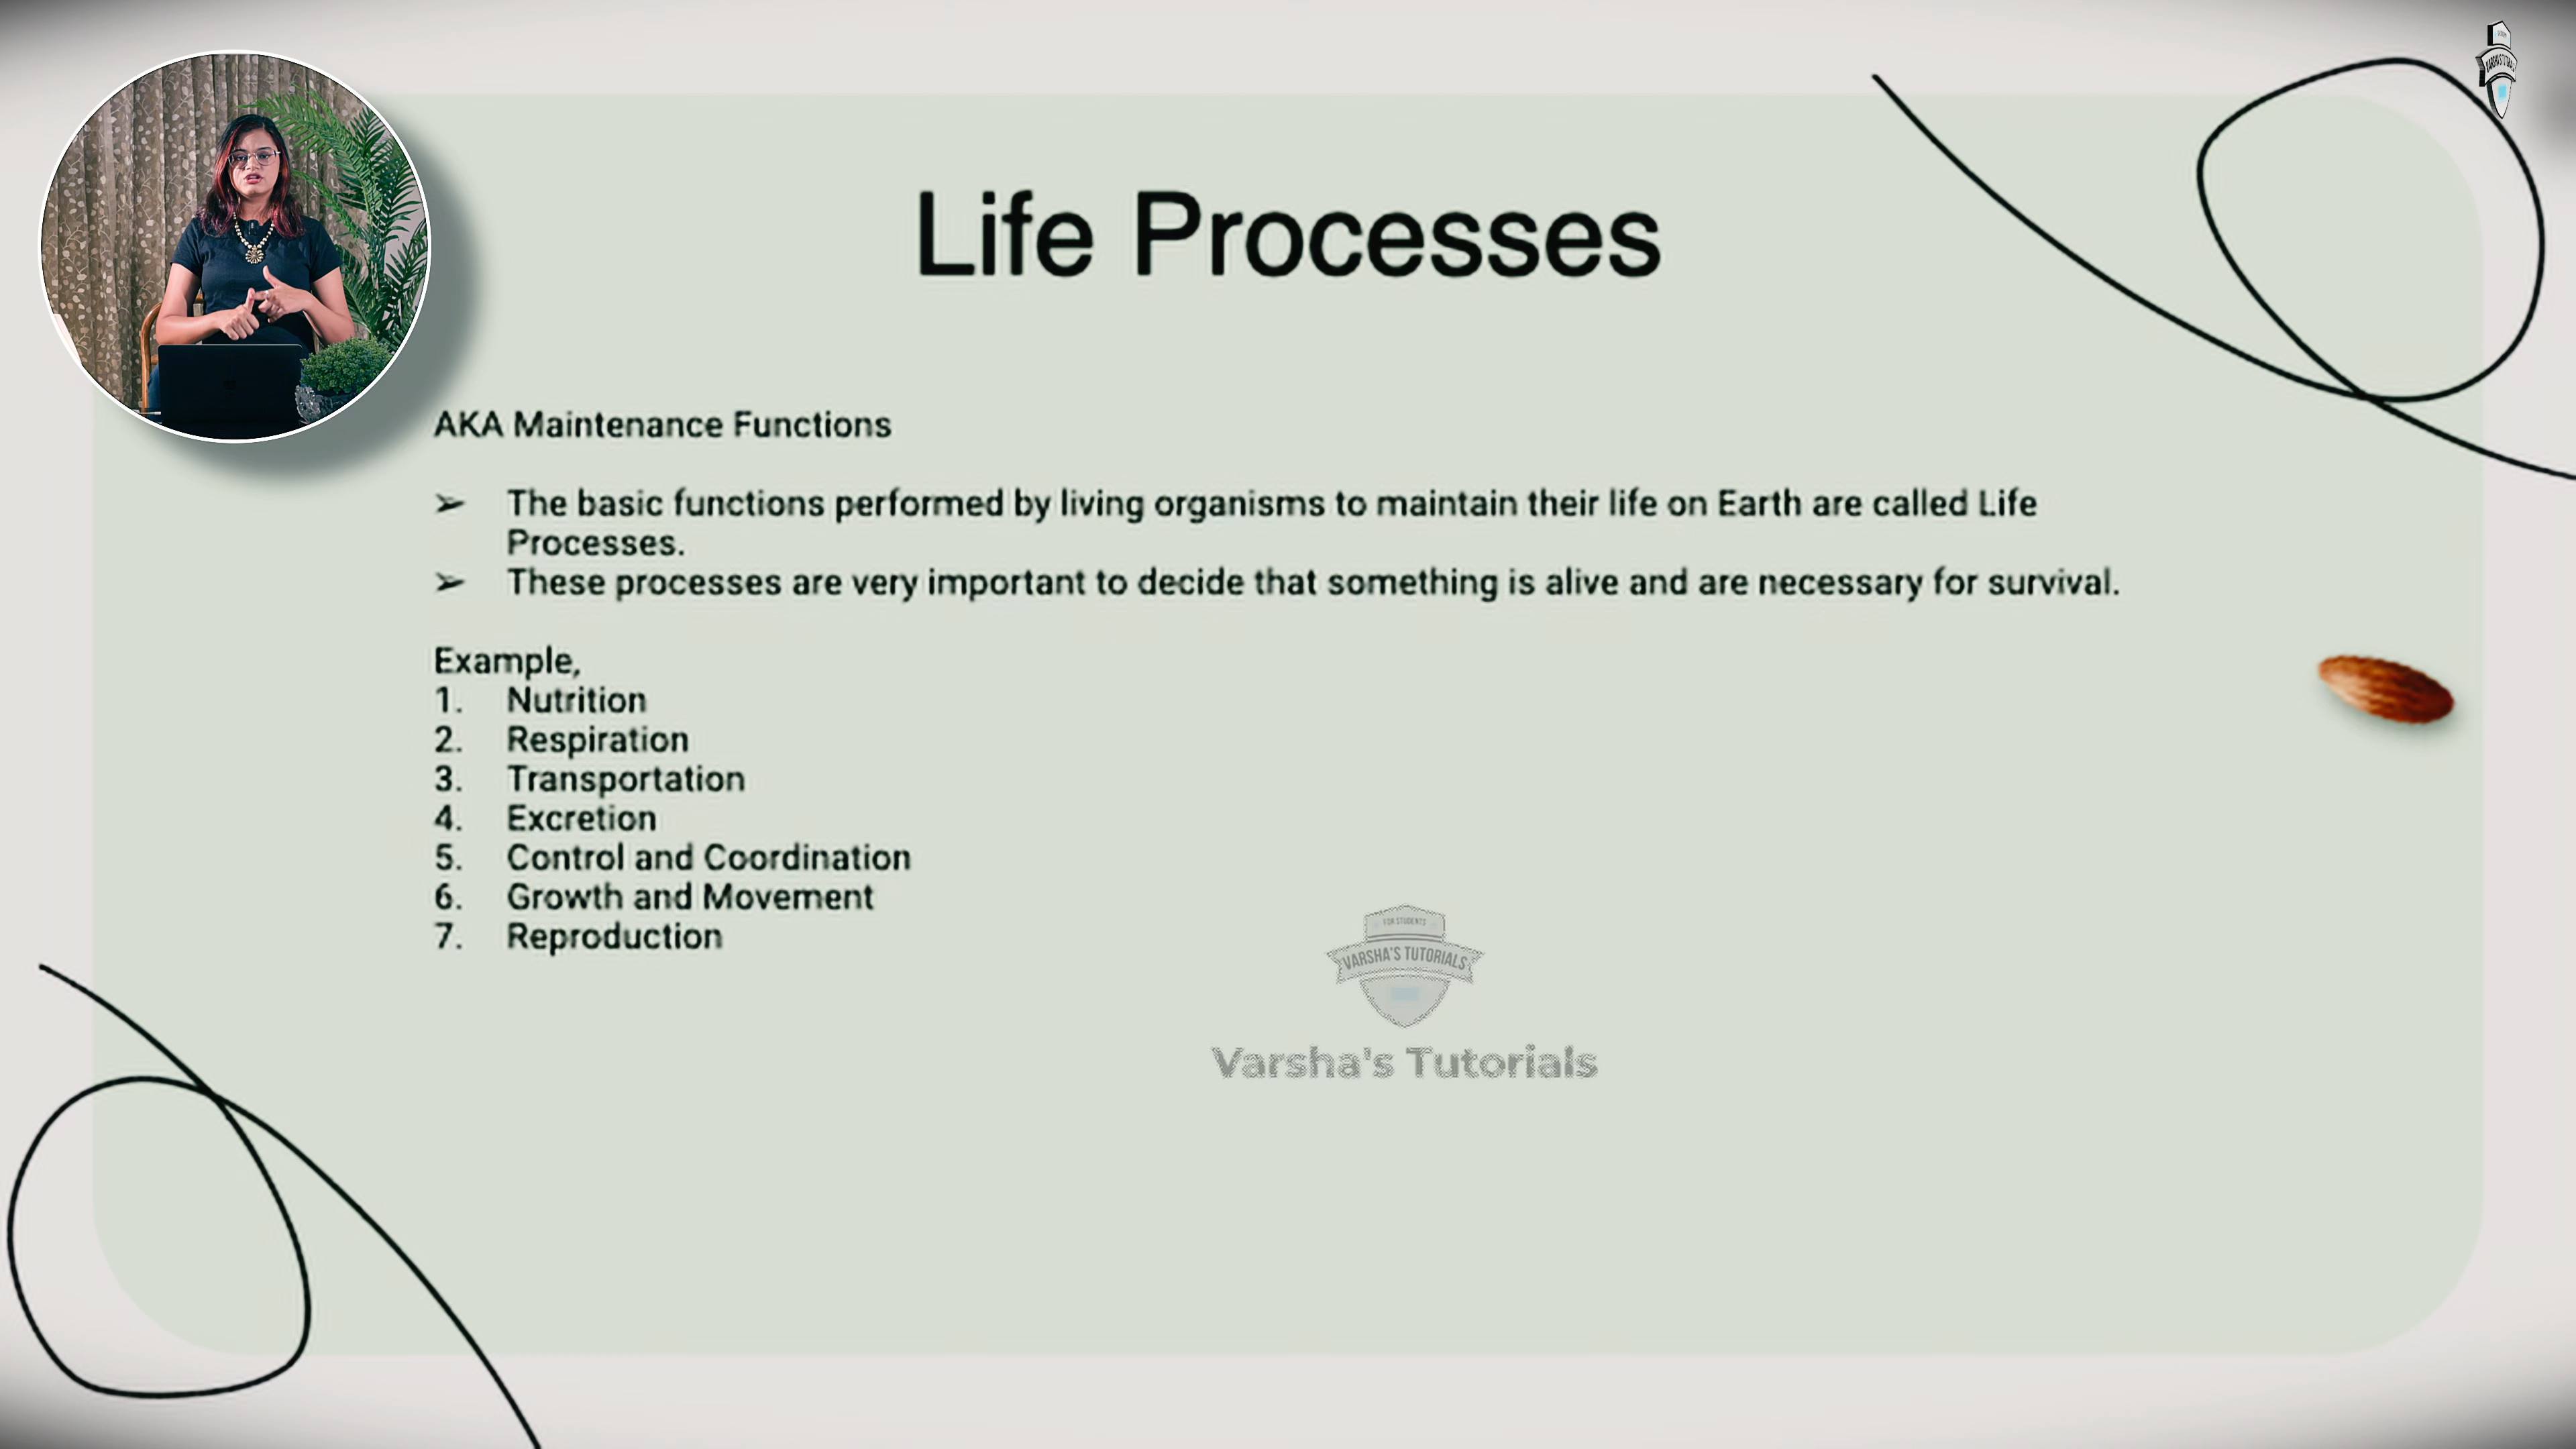 Life Processes
AKA Maintenance Functions
➢ The basic functions performed by living organisms to maintain their life on Earth are called Life
Processes.
➢ These processes are very important to decide that something is alive and are necessary for survival.
Example,
1. Nutrition
2. Respiration
3. Transportation
4. Excretion
5. Control and Coordination
6. Growth and Movement
7. Reproduction
FOR STUDENTS
VARSHA'S TUTORIALS
Varsha's Tutorials